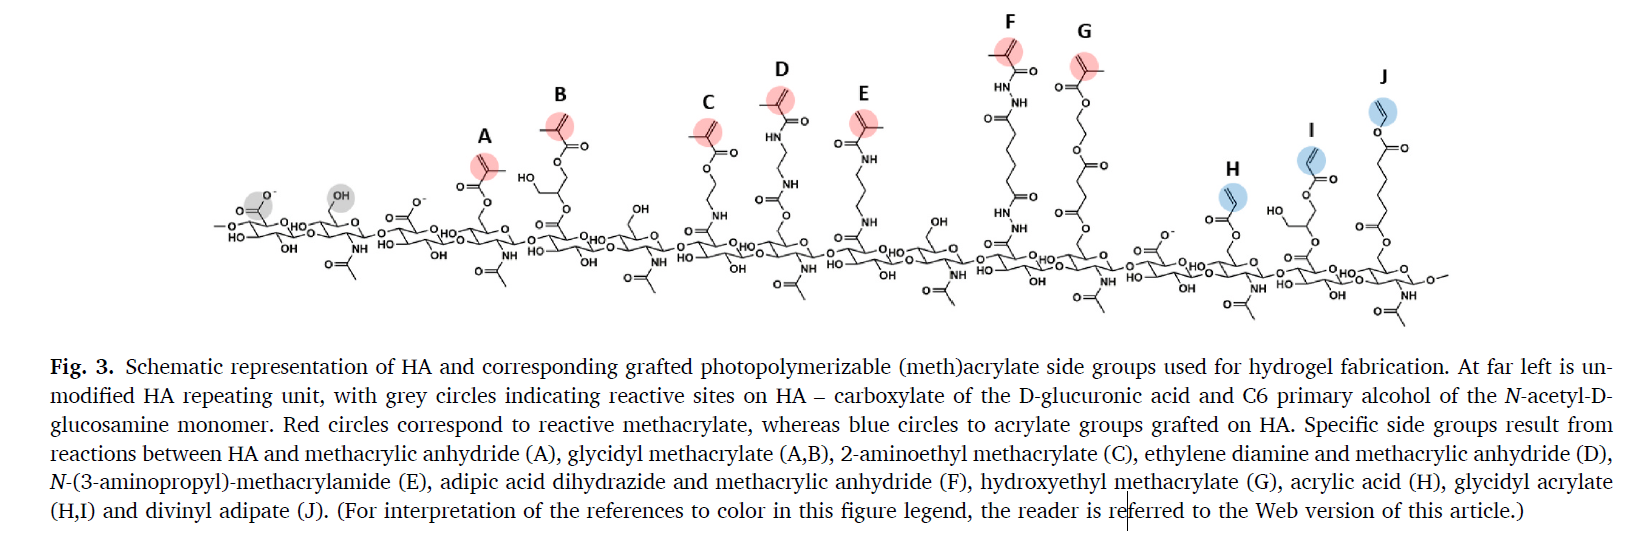 F
G
D
J
B
E
C
I
A
H
Fig. 3. Schematic representation of HA and corresponding grafted photopolymerizable (meth)acrylate side groups used for hydrogel fabrication. At far left is un-
modified HA repeating unit, with grey circles indicating reactive sites on HA – carboxylate of the D-glucuronic acid and C6 primary alcohol of the N-acetyl-D-
glucosamine monomer. Red circles correspond to reactive methacrylate, whereas blue circles to acrylate groups grafted on HA. Specific side groups result from
reactions between HA and methacrylic anhydride (A), glycidyl methacrylate (A,B), 2-aminoethyl methacrylate (C), ethylene diamine and methacrylic anhydride (D),
N-(3-aminopropyl)-methacrylamide (E), adipic acid dihydrazide and methacrylic anhydride (F), hydroxyethyl methacrylate (G), acrylic acid (H), glycidyl acrylate
(H,I) and divinyl adipate (J). (For interpretation of the references to color in this figure legend, the reader is referred to the Web version of this article.)